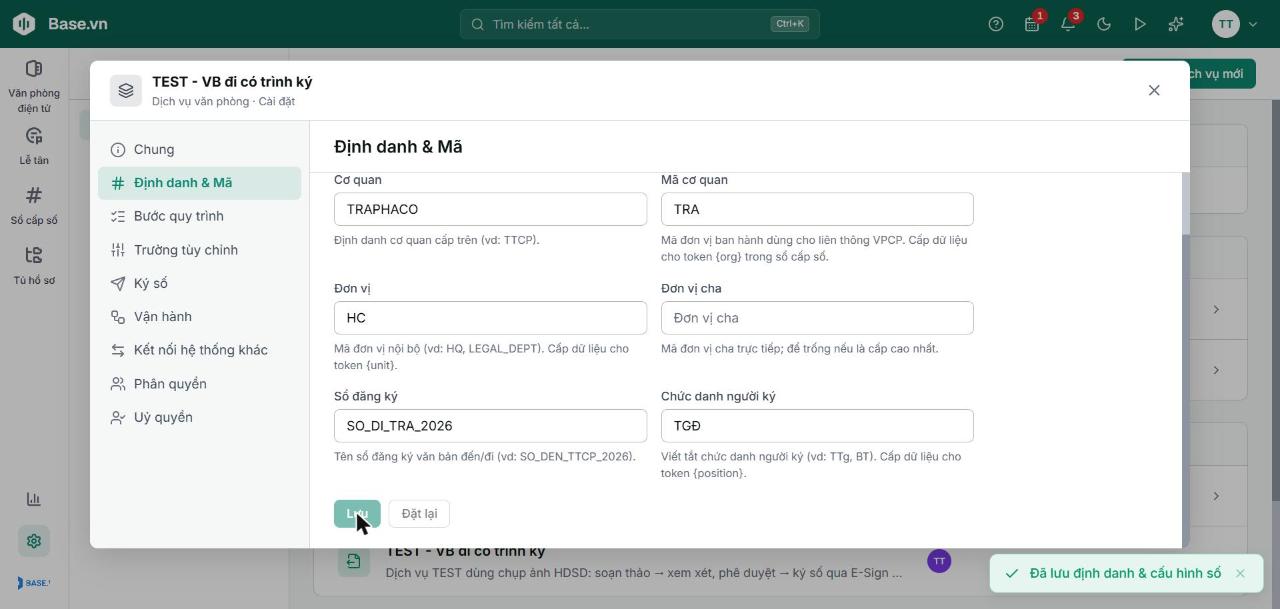 Base.vn
Tìm kiếm tất cả...
Ctrl+K
1
3
TT
Văn phòng
điện tử
Lễ tân
Sổ cấp số
Tủ hồ sơ
BASE.
TEST - VB đi có trình ký
Dịch vụ văn phòng · Cài đặt
ch vụ mới
Chung
Định danh & Mã
Bước quy trình
Trường tùy chỉnh
Ký số
Vận hành
Kết nối hệ thống khác
Phân quyền
Uỷ quyền
Định danh & Mã
Cơ quan
Mã cơ quan
TRAPHACO
TRA
Định danh cơ quan cấp trên (vd: TTCP).
Mã đơn vị ban hành dùng cho liên thông VPCP. Cấp dữ liệu
cho token {org} trong sổ cấp số.
Đơn vị
Đơn vị cha
HC
Đơn vị cha
Mã đơn vị nội bộ (vd: HQ, LEGAL_DEPT). Cấp dữ liệu cho
token {unit}.
Mã đơn vị cha trực tiếp; để trống nếu là cấp cao nhất.
Sổ đăng ký
Chức danh người ký
SO_DI_TRA_2026
TGĐ
Tên sổ đăng ký văn bản đến/đi (vd: SO_DEN_TTCP_2026).
Viết tắt chức danh người ký (vd: TTg, BT). Cấp dữ liệu cho
token {position}.
Lưu
Đặt lại
TEST - VB đi có trình ký
Dịch vụ TEST dùng chụp ảnh HDSD: soạn thảo → xem xét, phê duyệt → ký số qua E-Sign ...
TT
Đã lưu định danh & cấu hình số